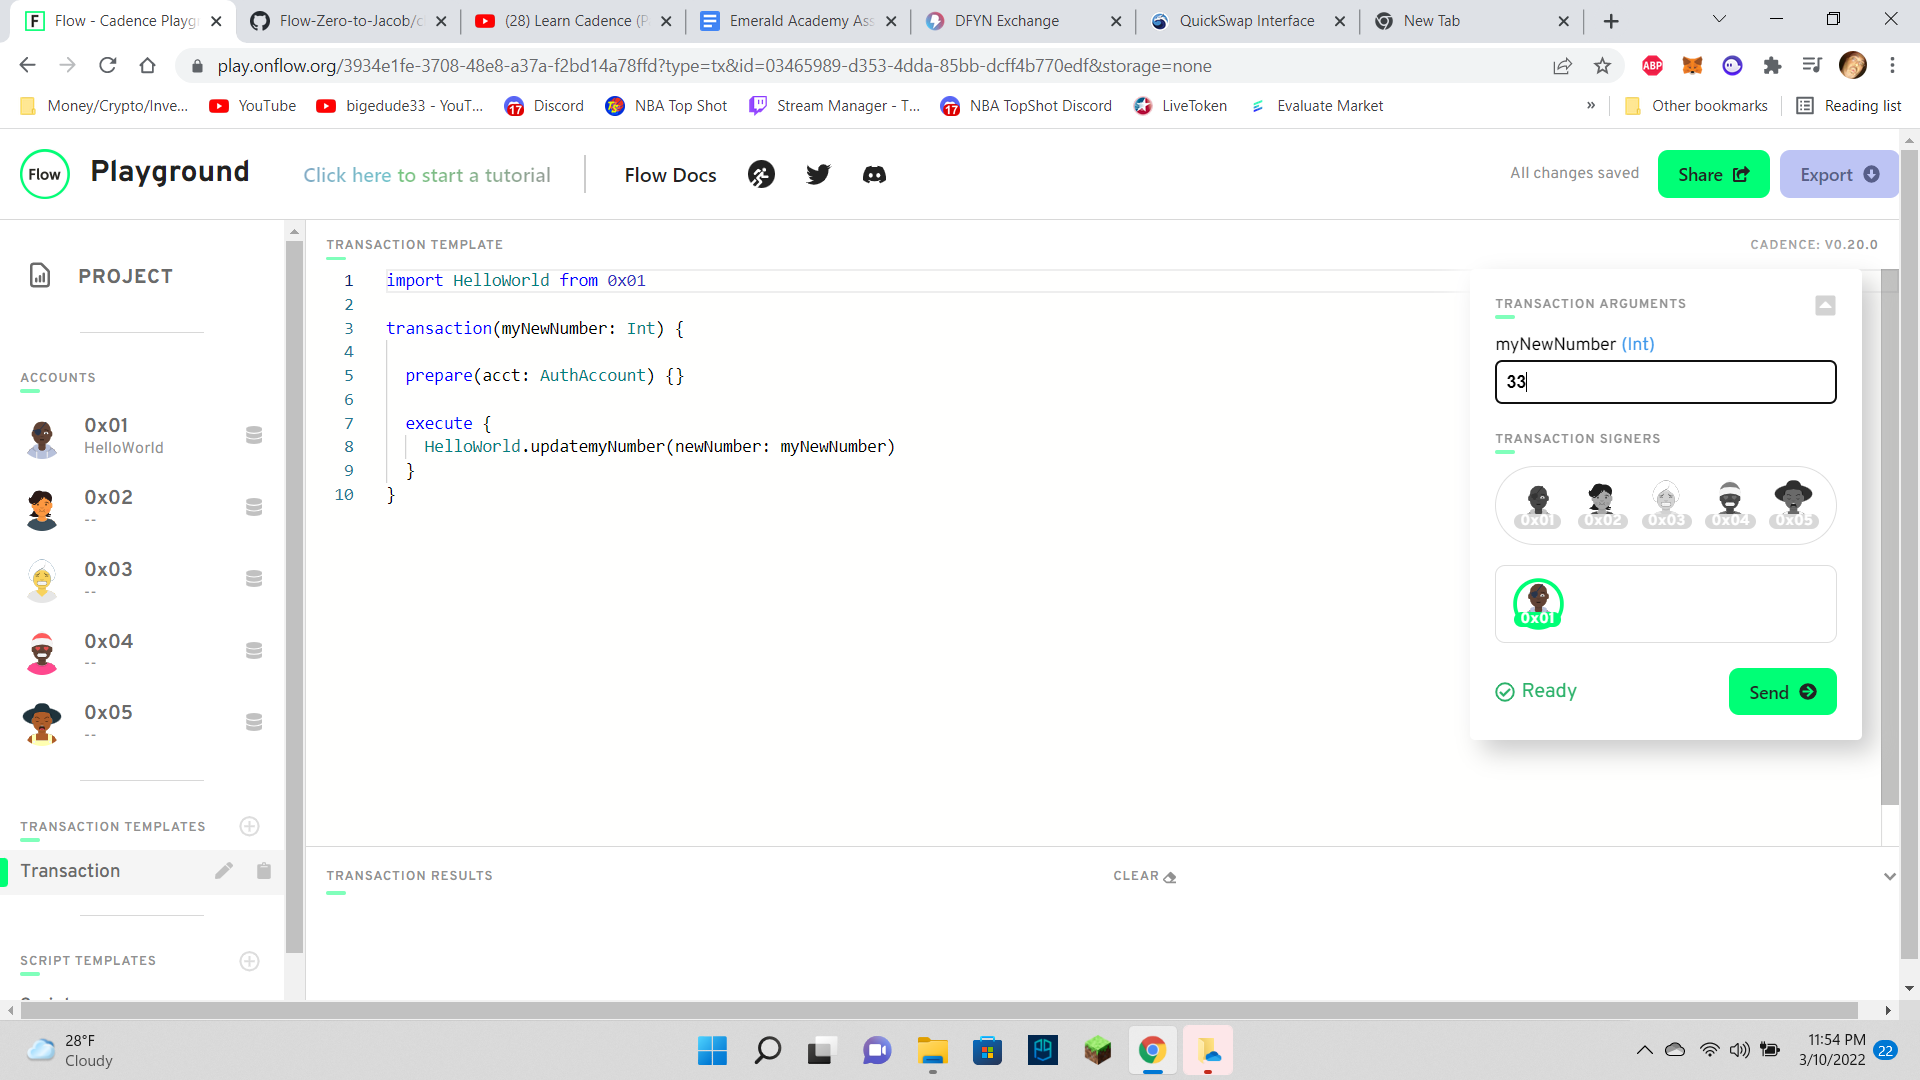 Flow - Cadence Playg
Flow-Zero-to-Jacob/c
(28) Learn Cadence (P
Emerald Academy Ass
DFYN Exchange
QuickSwap Interface
New Tab
play.onflow.org/3934e1fe-3708-48e8-a37a-f2bd14a78ffd?type=tx&id=03465989-d353-4dda-85bb-dcff4b770edf&storage=none
ABP
Money/Crypto/Inve...
YouTube
bigedude33 - YouT...
17
Discord
NBA Top Shot
Stream Manager - T...
17
NBA TopShot Discord
LiveToken
Evaluate Market
»
Other bookmarks
Reading list
Flow
Playground
Click here to start a tutorial
Flow Docs
All changes saved
Share
Export
PROJECT
ACCOUNTS
0x01
HelloWorld
0x02
--
0x03
--
0x04
--
0x05
--
TRANSACTION TEMPLATES
Transaction
SCRIPT TEMPLATES
TRANSACTION TEMPLATE
CADENCE: V0.20.0
1 import HelloWorld from 0x01
2
3 transaction(myNewNumber: Int) {
4
5 prepare(acct: AuthAccount) {}
6
7 execute {
8 HelloWorld.updatemyNumber(newNumber: myNewNumber)
9 }
10 }
TRANSACTION ARGUMENTS
myNewNumber (Int)
33
TRANSACTION SIGNERS
0x01 0x02 0x03 0x04 0x05
0x01
Ready
Send
TRANSACTION RESULTS
CLEAR
28°F
Cloudy
11:54 PM
3/10/2022
22